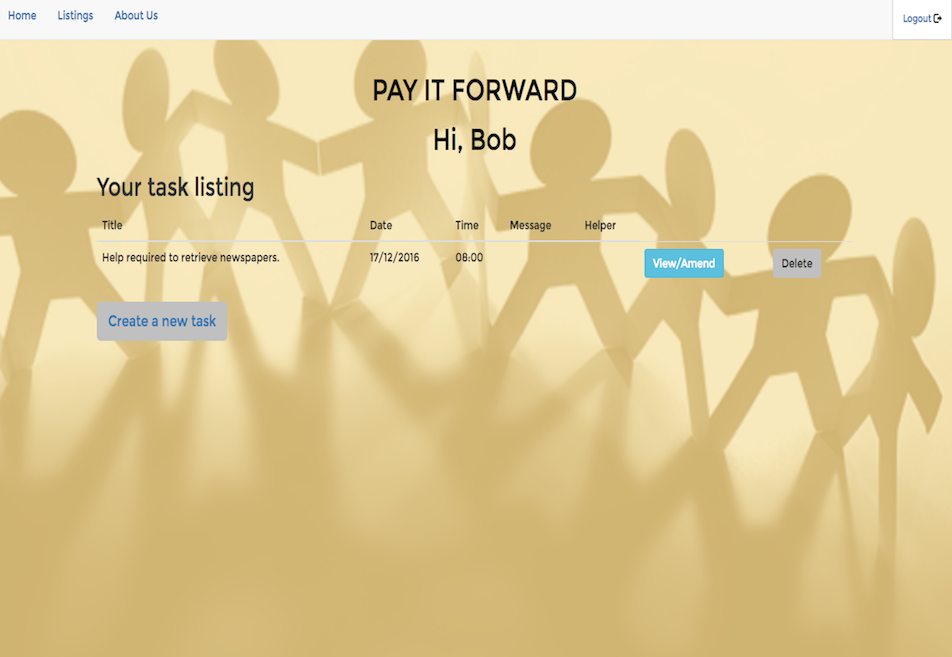 Home Listings About Us Logout
PAY IT FORWARD
Hi, Bob
Your task listing
Title Date Time Message Helper
Help required to retrieve newspapers. 17/12/2016 08:00 View/Amend Delete
Create a new task